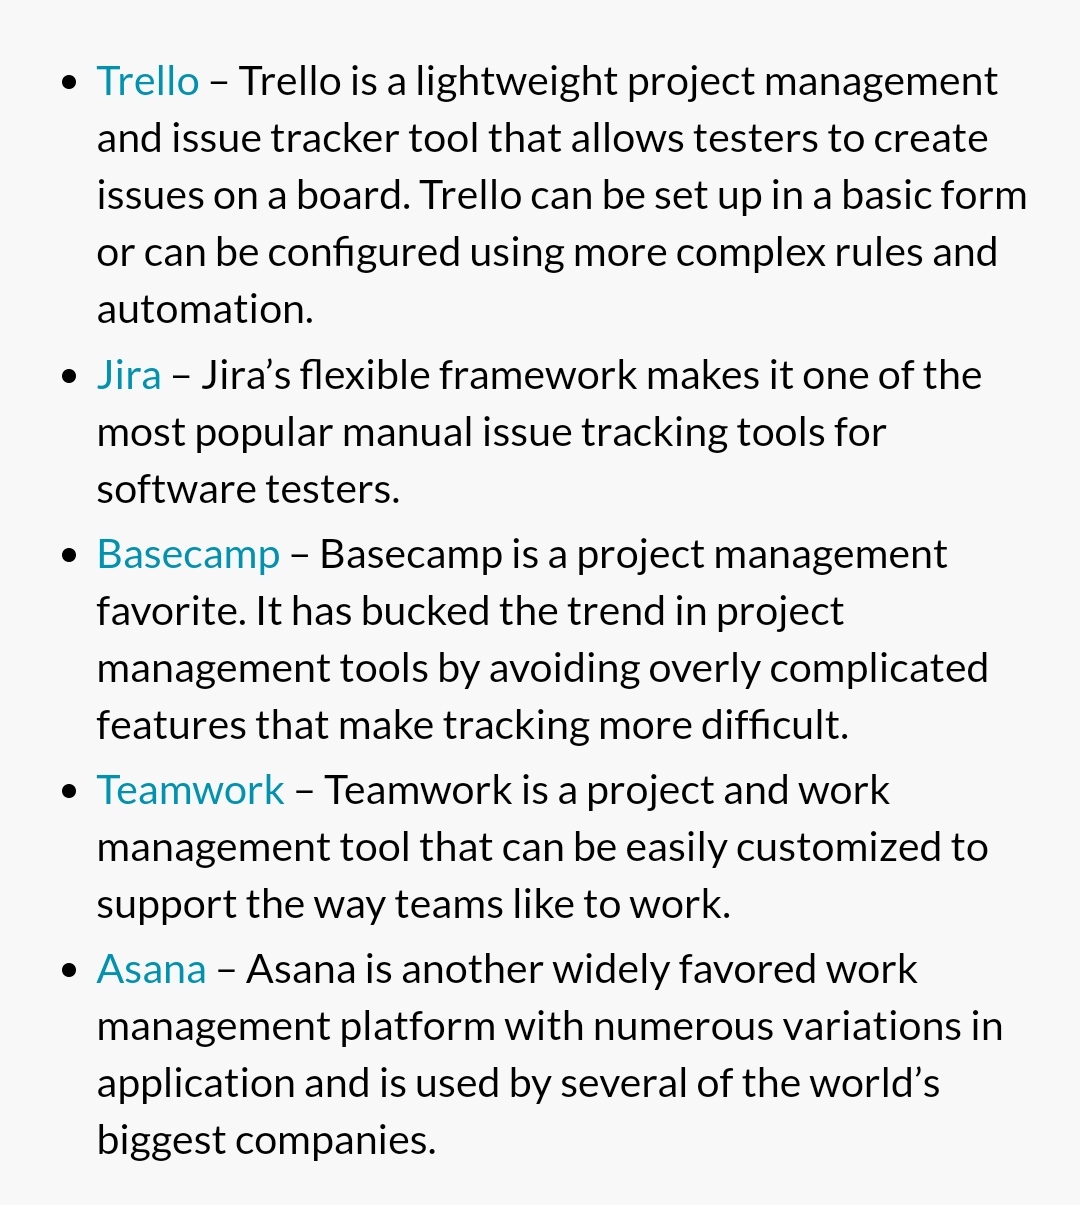 • Trello – Trello is a lightweight project management
and issue tracker tool that allows testers to create
issues on a board. Trello can be set up in a basic form
or can be configured using more complex rules and
automation.
• Jira – Jira’s flexible framework makes it one of the
most popular manual issue tracking tools for
software testers.
• Basecamp – Basecamp is a project management
favorite. It has bucked the trend in project
management tools by avoiding overly complicated
features that make tracking more difficult.
• Teamwork – Teamwork is a project and work
management tool that can be easily customized to
support the way teams like to work.
• Asana – Asana is another widely favored work
management platform with numerous variations in
application and is used by several of the world’s
biggest companies.